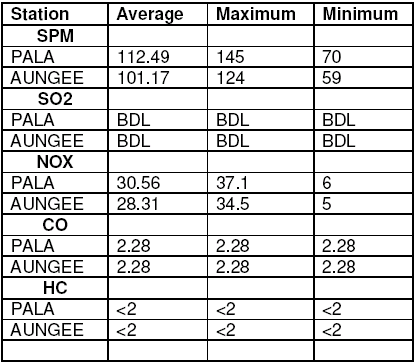 Station Average Maximum Minimum
SPM
PALA 112.49 145 70
AUNGEE 101.17 124 59
SO2
PALA BDL BDL BDL
AUNGEE BDL BDL BDL
NOX
PALA 30.56 37.1 6
AUNGEE 28.31 34.5 5
CO
PALA 2.28 2.28 2.28
AUNGEE 2.28 2.28 2.28
HC
PALA <2 <2 <2
AUNGEE <2 <2 <2